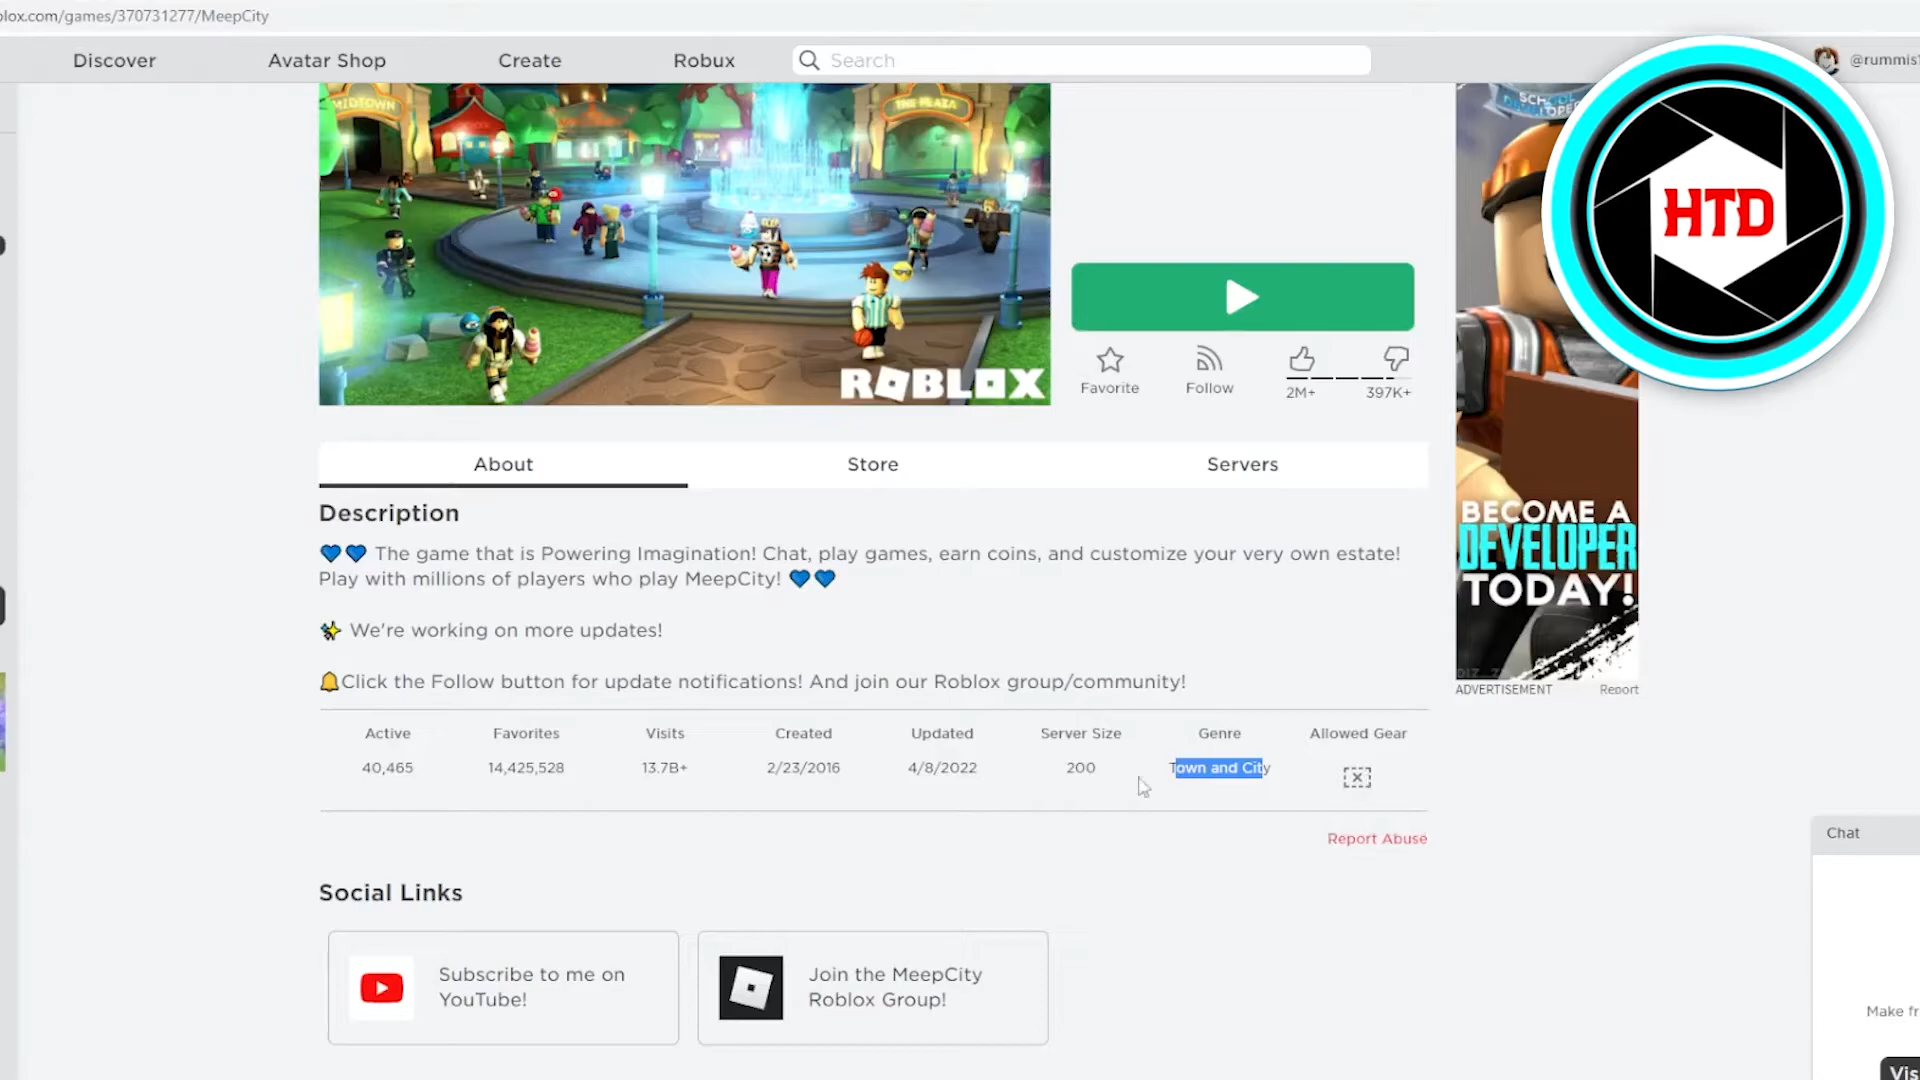 lox.com/games/370731277/MeepCity
Discover
Avatar Shop
Create
Robux
Search
@rummis
HTD
MIDTOWN
THE PLAZA
ROBLOX
Favorite
Follow
2M+
397K+
About
Store
Servers
Description
💙💙 The game that is Powering Imagination! Chat, play games, earn coins, and customize your very own estate!
Play with millions of players who play MeepCity! 💙💙
✨ We're working on more updates!
🔔Click the Follow button for update notifications! And join our Roblox group/community!
Active
Favorites
Visits
Created
Updated
Server Size
Genre
Allowed Gear
40,465
14,425,528
13.7B+
2/23/2016
4/8/2022
200
Town and City
Report Abuse
BECOME A
DEVELOPER
TODAY!
ADVERTISEMENT
Report
Social Links
Subscribe to me on
YouTube!
Join the MeepCity
Roblox Group!
Chat
Make fr
Vis